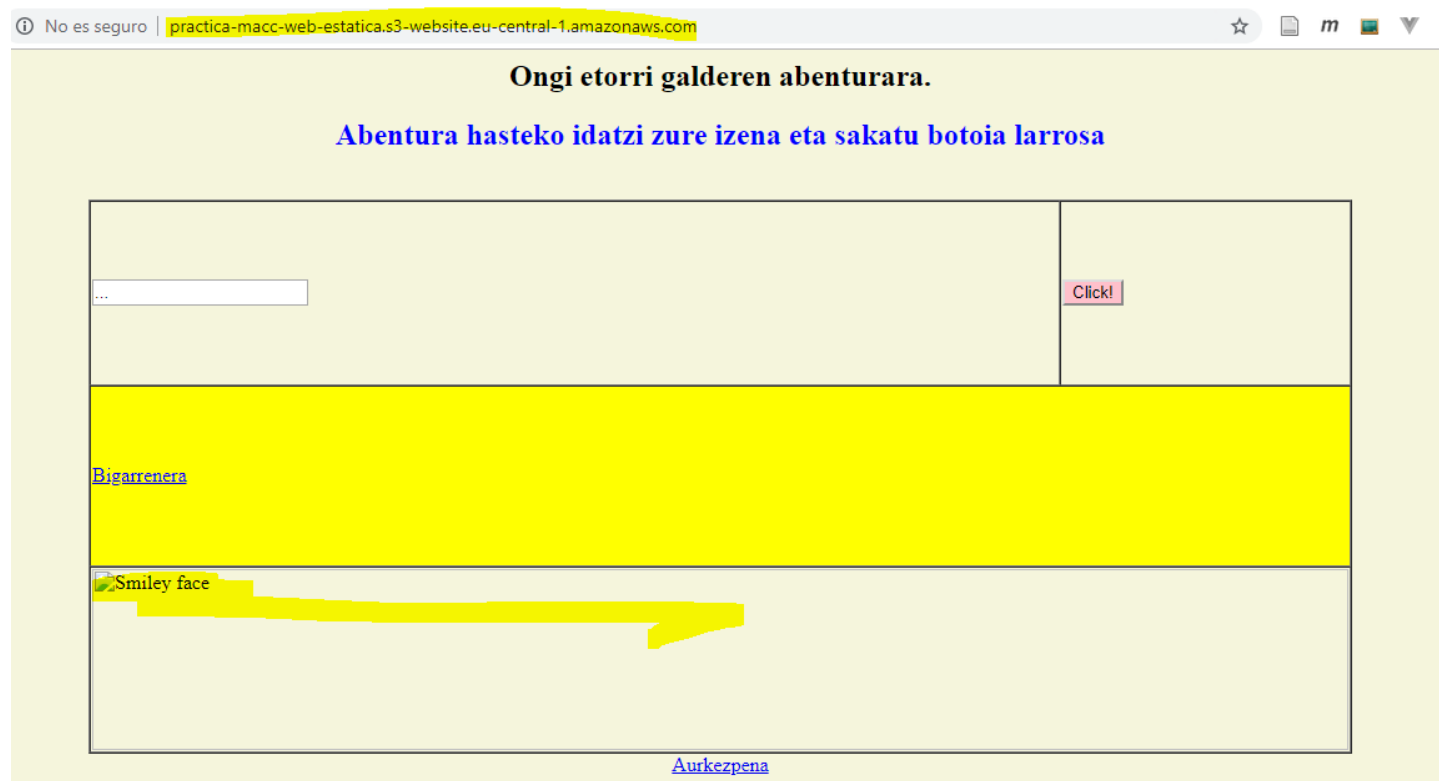 No es seguro | practica-macc-web-estatica.s3-website.eu-central-1.amazonaws.com
m
Ongi etorri galderen abenturara.
Abentura hasteko idatzi zure izena eta sakatu botoia larrosa
...
Click!
Bigarrenera
Smiley face
Aurkezpena